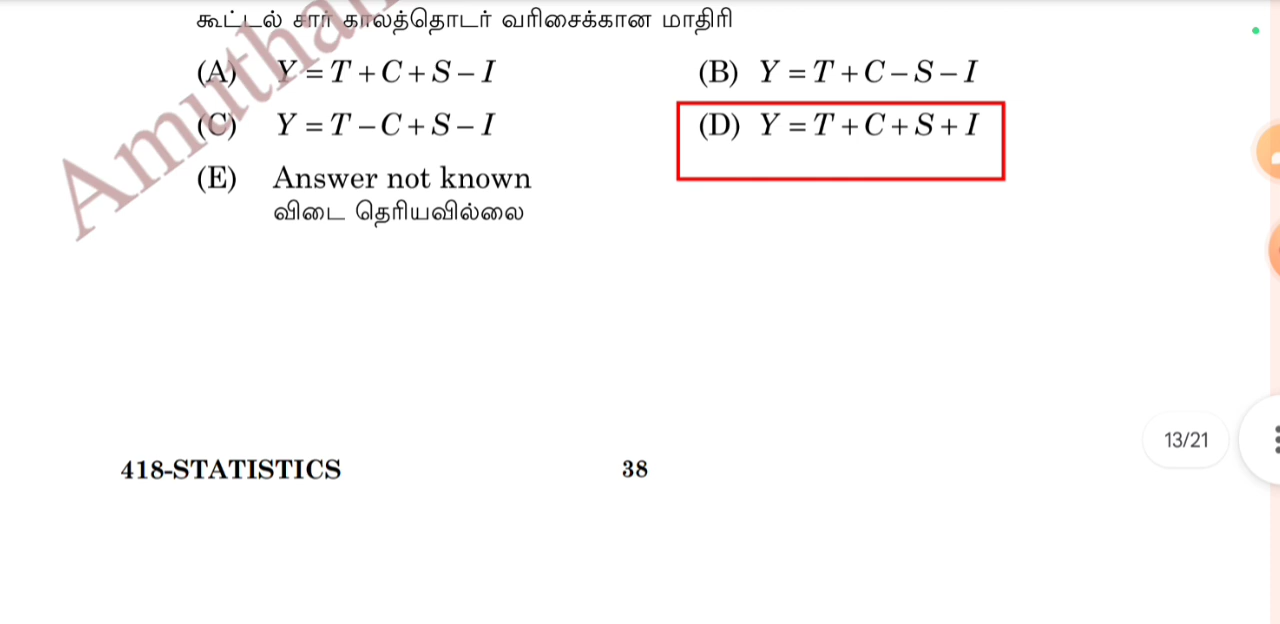 கூட்டல் சார் காலத்தொடர் வரிசைக்கான மாதிரி
(A) Y = T + C + S – I (B) Y = T + C – S – I
(C) Y = T – C + S – I (D) Y = T + C + S + I
(E) Answer not known
விடை தெரியவில்லை
418-STATISTICS 38
13/21